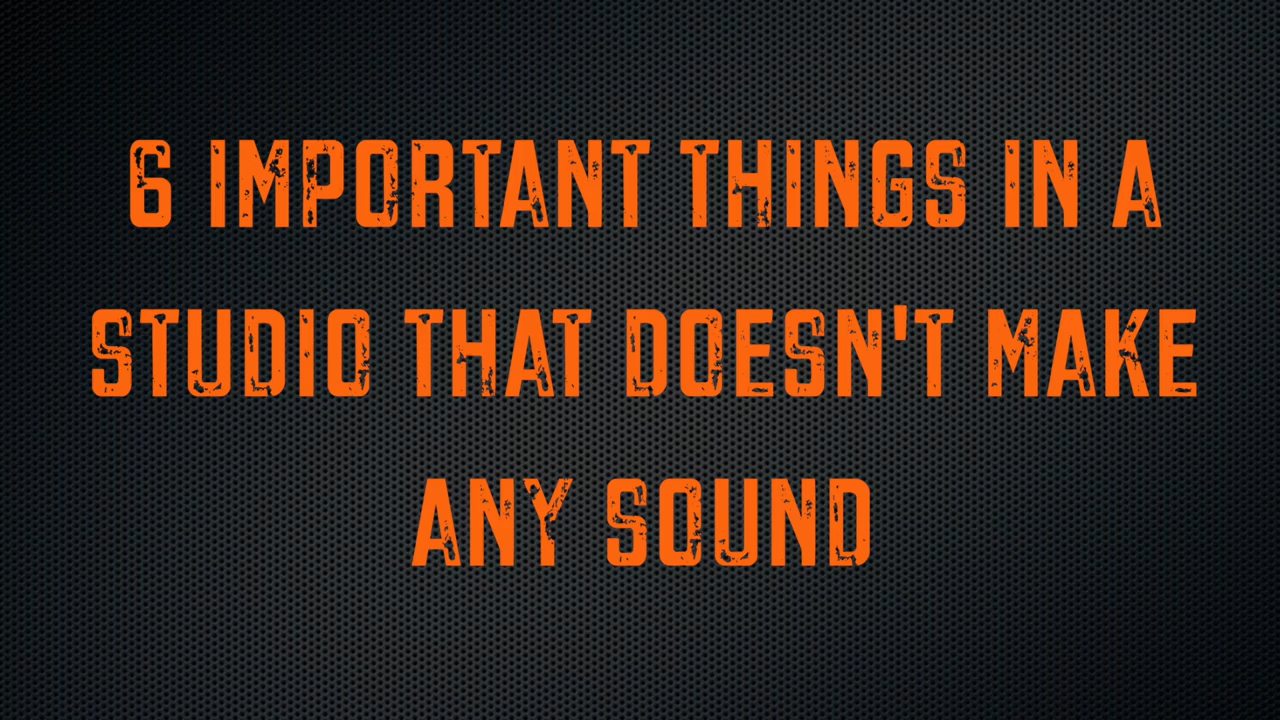 6 IMPORTANT THINGS IN A
STUDIO THAT DOESN'T MAKE
ANY SOUND